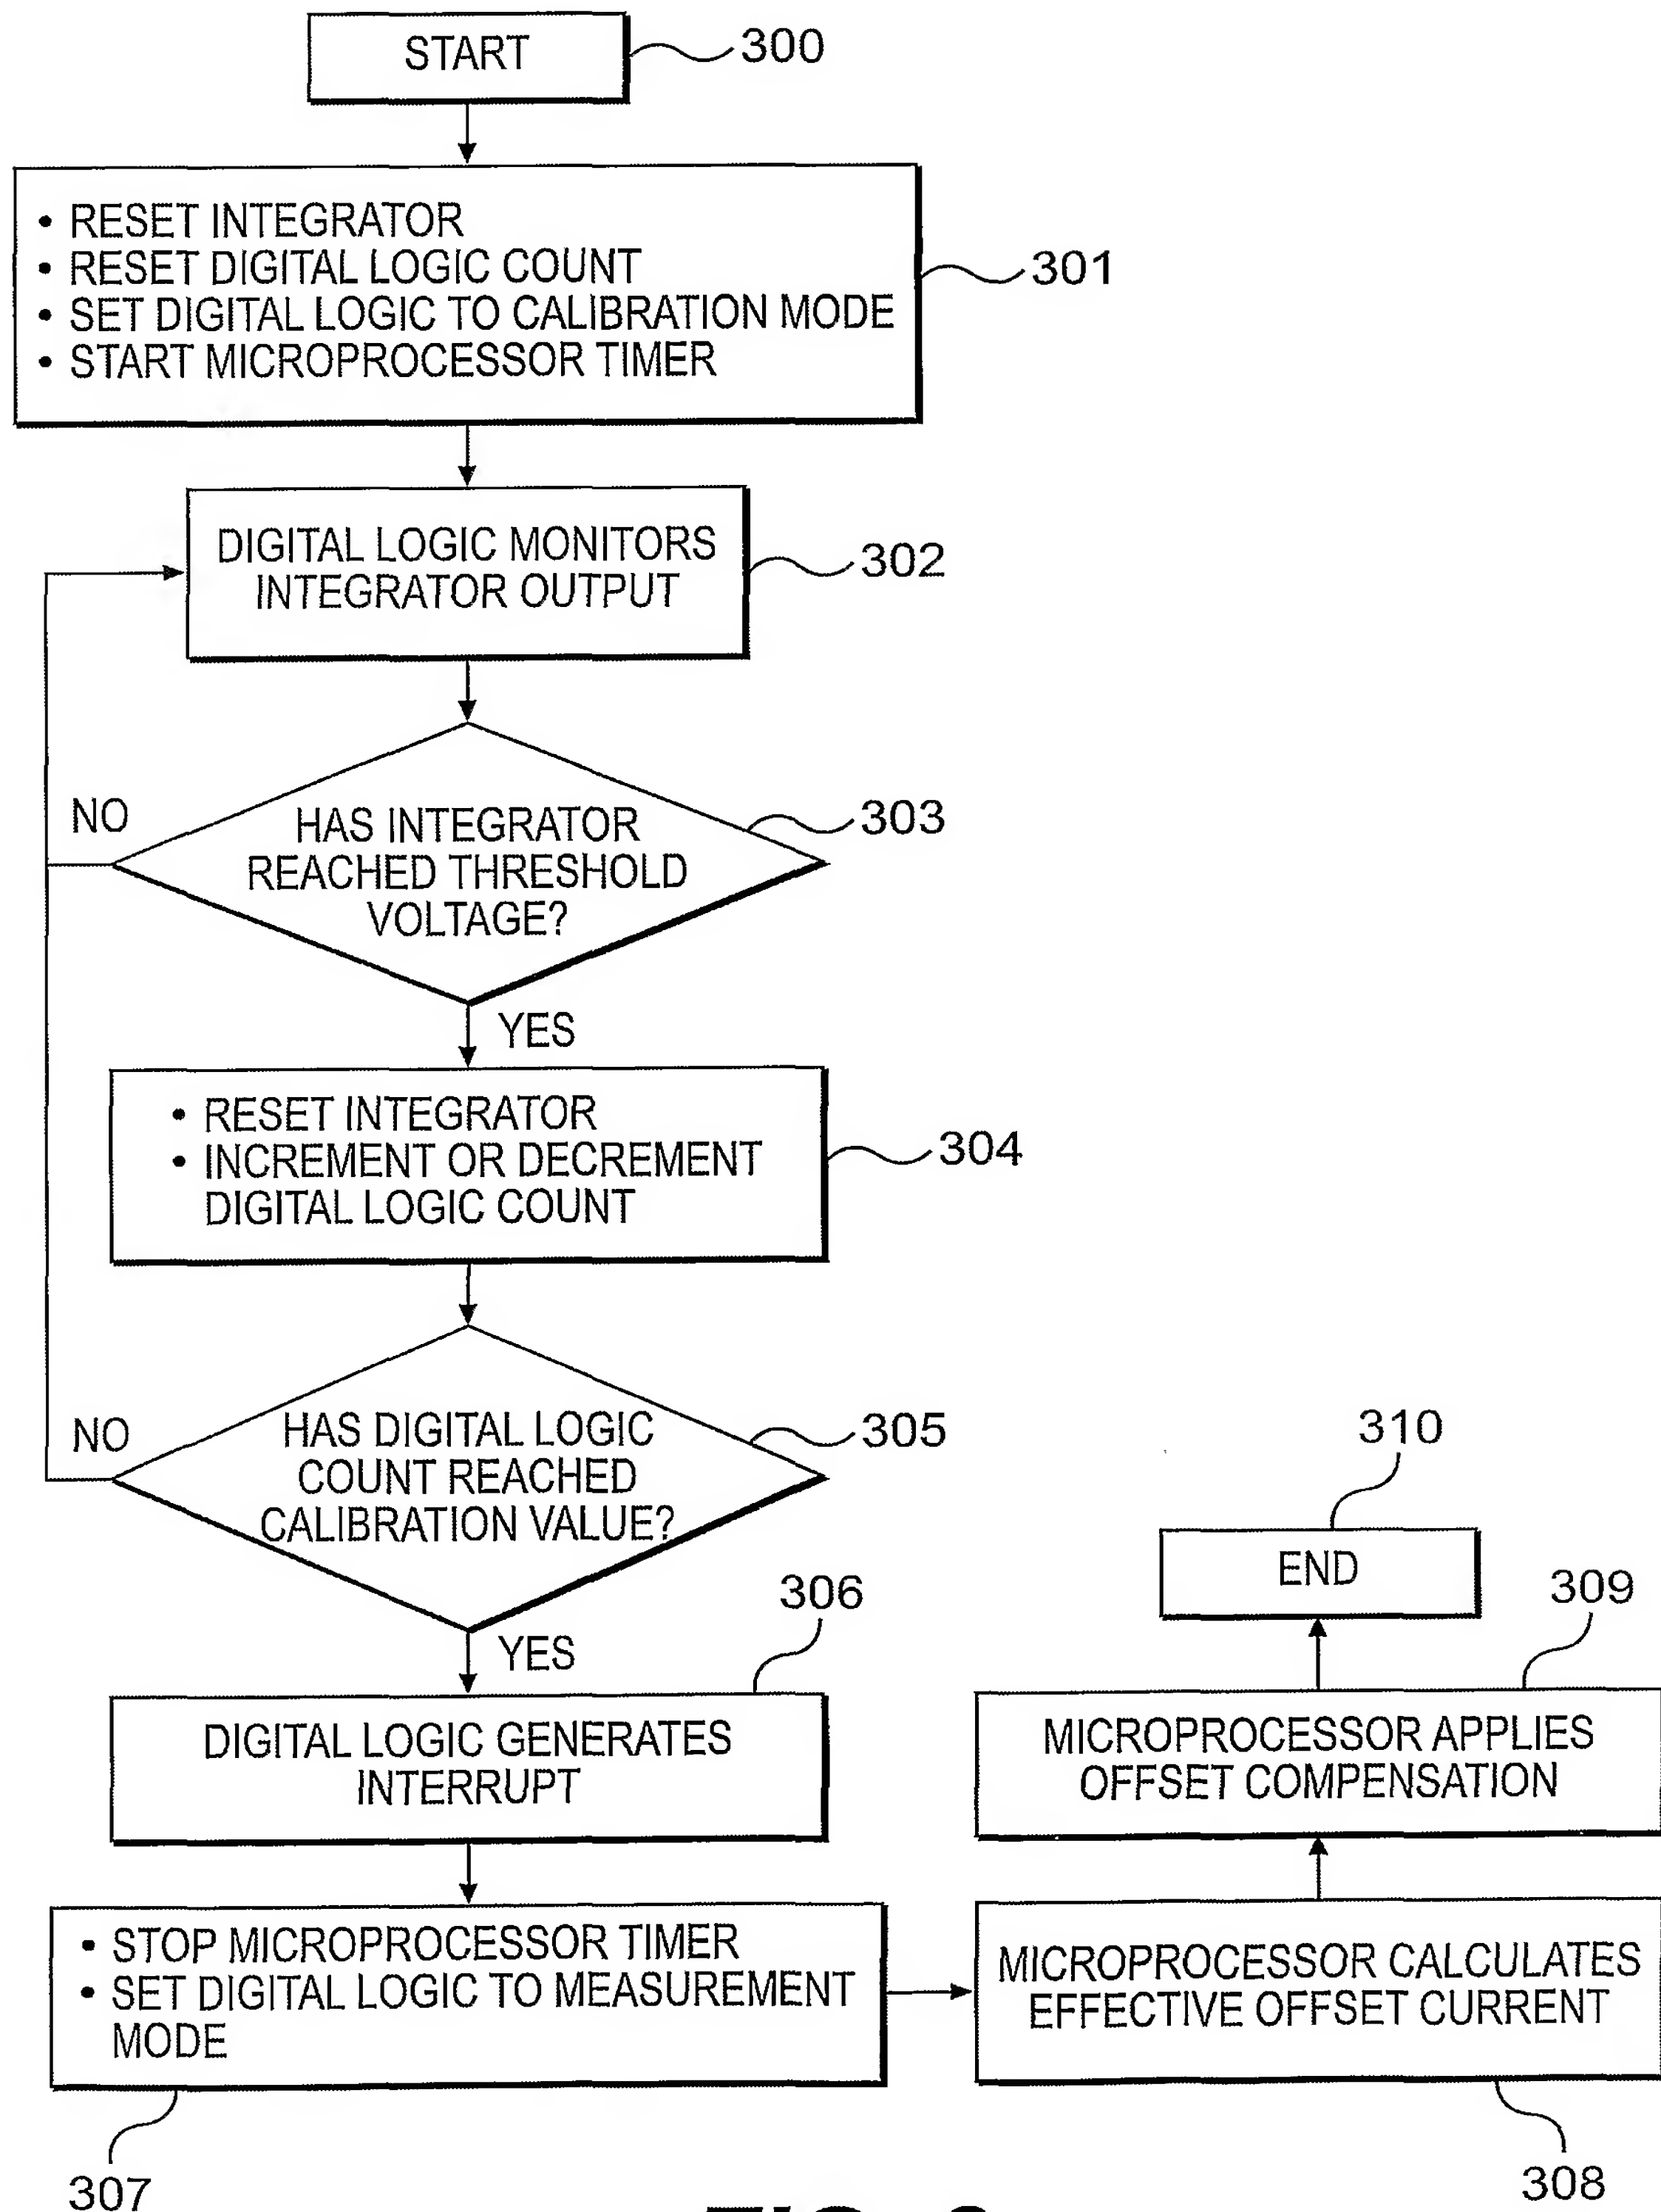 START
300
• RESET INTEGRATOR
• RESET DIGITAL LOGIC COUNT
• SET DIGITAL LOGIC TO CALIBRATION MODE
• START MICROPROCESSOR TIMER
301
DIGITAL LOGIC MONITORS
INTEGRATOR OUTPUT
302
NO
HAS INTEGRATOR
REACHED THRESHOLD
VOLTAGE?
303
YES
• RESET INTEGRATOR
• INCREMENT OR DECREMENT
DIGITAL LOGIC COUNT
304
NO
HAS DIGITAL LOGIC
COUNT REACHED
CALIBRATION VALUE?
305
YES
306
DIGITAL LOGIC GENERATES
INTERRUPT
• STOP MICROPROCESSOR TIMER
• SET DIGITAL LOGIC TO MEASUREMENT
MODE
307
MICROPROCESSOR CALCULATES
EFFECTIVE OFFSET CURRENT
308
MICROPROCESSOR APPLIES
OFFSET COMPENSATION
309
END
310